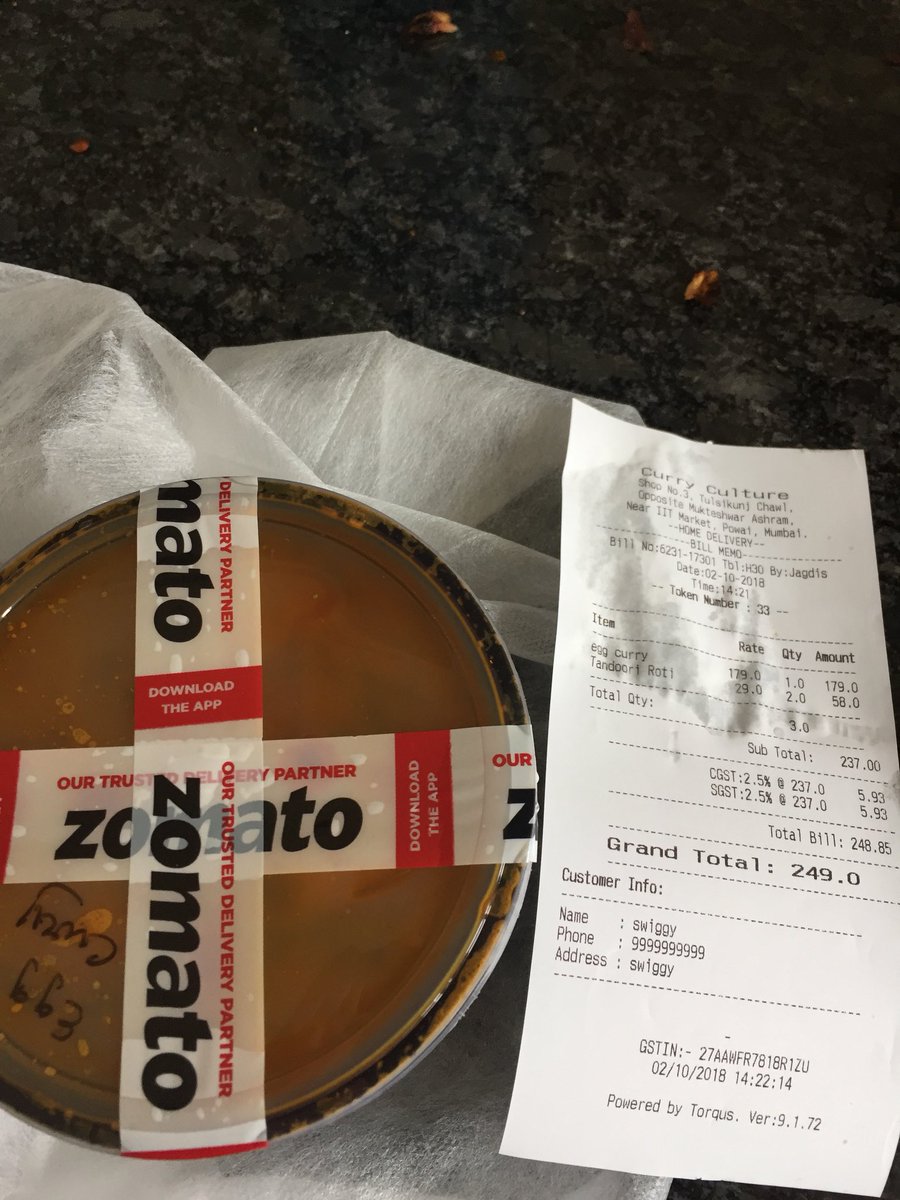 mato
DELIVERY PARTNER
DOWNLOAD
THE APP
OUR TRUSTED DELIVERY PARTNER
zomato
DOWNLOAD
THE APP
OUR
z
OUR TRUSTED DELIVERY PARTNER
zomato
Egg
Curry
Curry Culture
Shop No.3, Tulsikunj Chawl,
Opposite Mukteshwar Ashram,
Near IIT Market, Powai, Mumbai.
--HOME DELIVERY--
BILL MEMO
Bill No:6231-17301 Tbl:H30 By:Jagdis
Date:02-10-2018
Time:14:21
Token Number : 33 --
Item Rate Qty Amount
egg curry 179.0 1.0 179.0
Tandoori Roti 29.0 2.0 58.0
Total Qty: 3.0
Sub Total: 237.00
CGST:2.5% @ 237.0 5.93
SGST:2.5% @ 237.0 5.93
Total Bill: 248.85
Grand Total: 249.0
Customer Info:
Name : swiggy
Phone : 9999999999
Address : swiggy
GSTIN:- 27AAWFR7818R1ZU
02/10/2018 14:22:14
Powered by Torqus. Ver:9.1.72